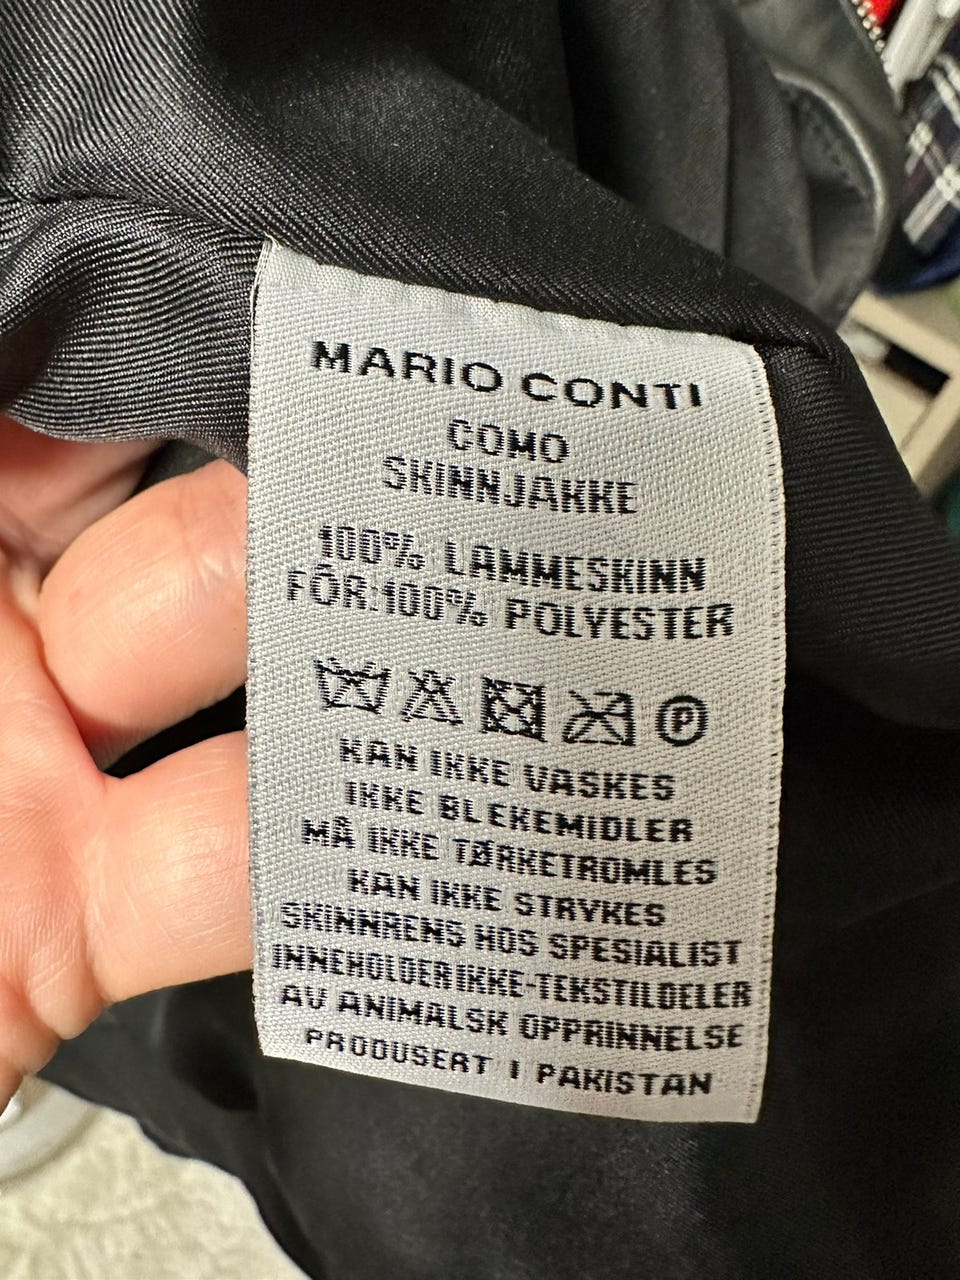 MARIO CONTI
COMO
SKINNJAKKE
100% LAMMESKINN
FÔR:100% POLYESTER
P
KAN IKKE VASKES
IKKE BLEKEMIDLER
MÅ IKKE TØRKETROMLES
KAN IKKE STRYKES
SKINNRENS HOS SPESIALIST
INNEHOLDER IKKE-TEKSTILDELER
AV ANIMALSK OPPRINNELSE
PRODUSERT I PAKISTAN